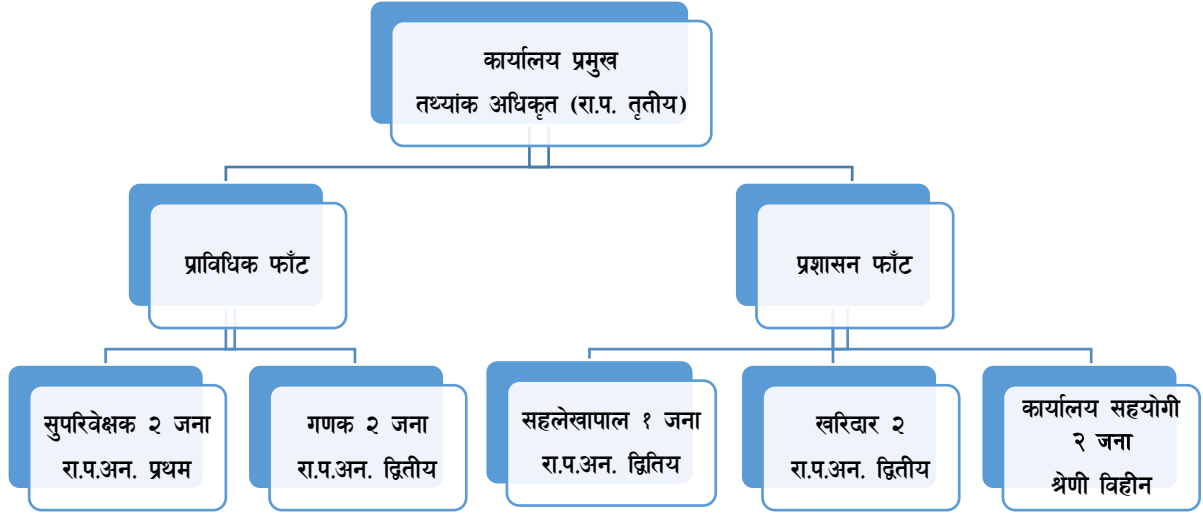 कार्यालय प्रमुख
तथ्यांक अधिकृत (रा.प. तृतीय)
प्राविधिक फाँट
प्रशासन फाँट
सुपरिवेक्षक २ जना
रा.प.अन. प्रथम
गणक २ जना
रा.प.अन. द्वितीय
सहलेखापाल १ जना
रा.प.अन. द्वितिय
खरिदार २
रा.प.अन. द्वितीय
कार्यालय सहयोगी
२ जना
श्रेणी विहीन